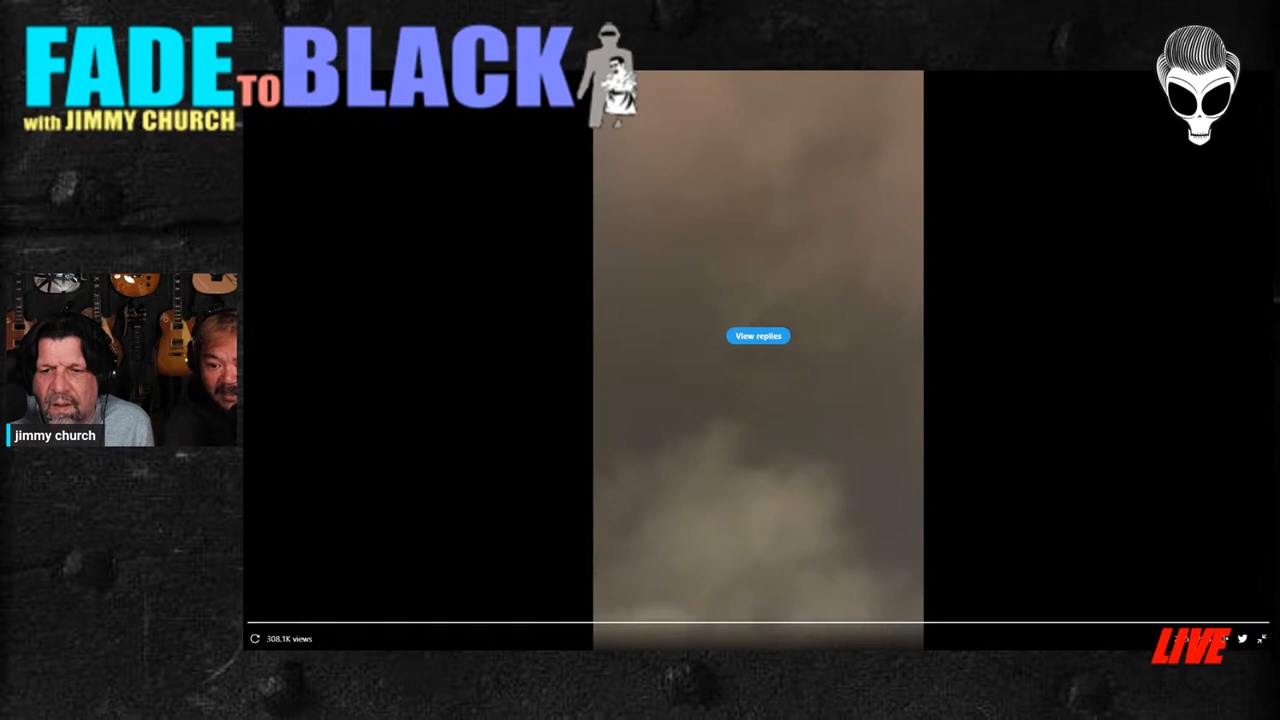 FADE TO BLACK
with JIMMY CHURCH
View replies
jimmy church
308.1K views
LIVE